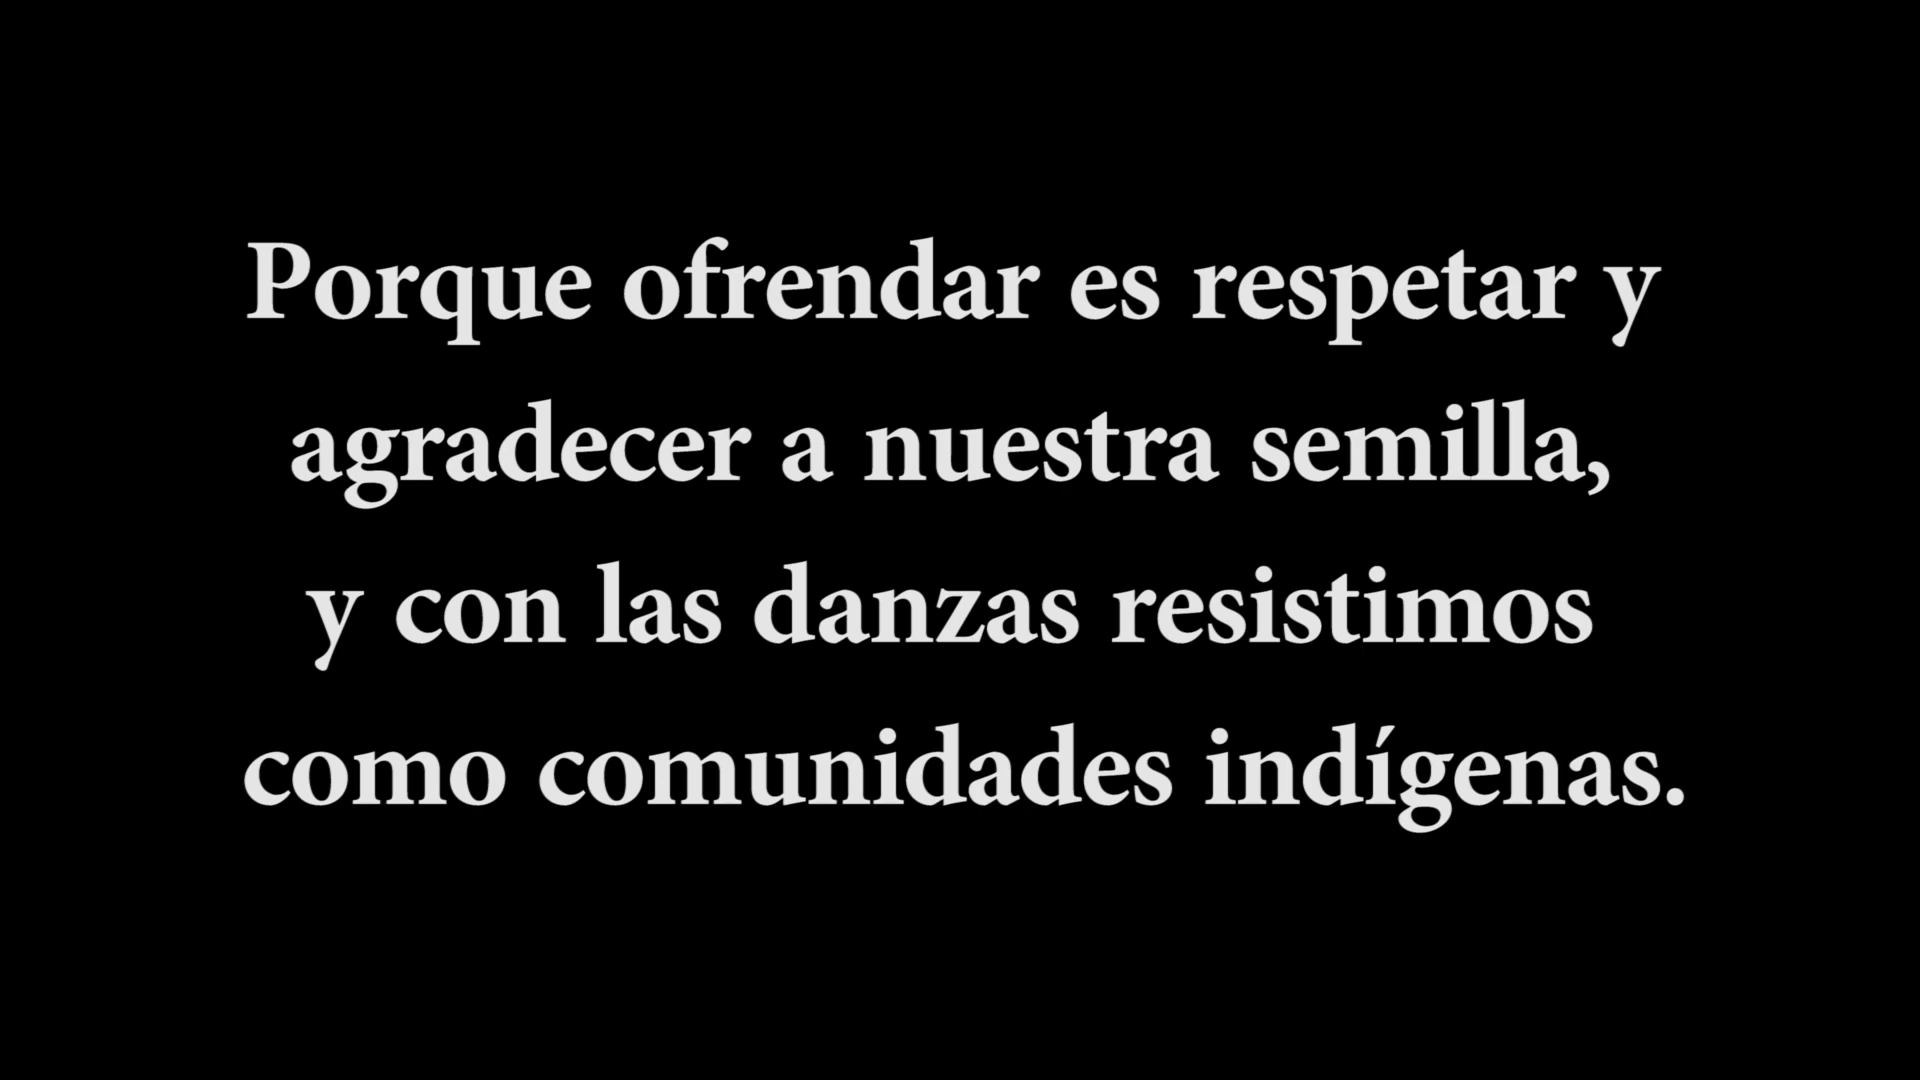 Porque ofrendar es respetar y
agradecer a nuestra semilla,
y con las danzas resistimos
como comunidades indígenas.